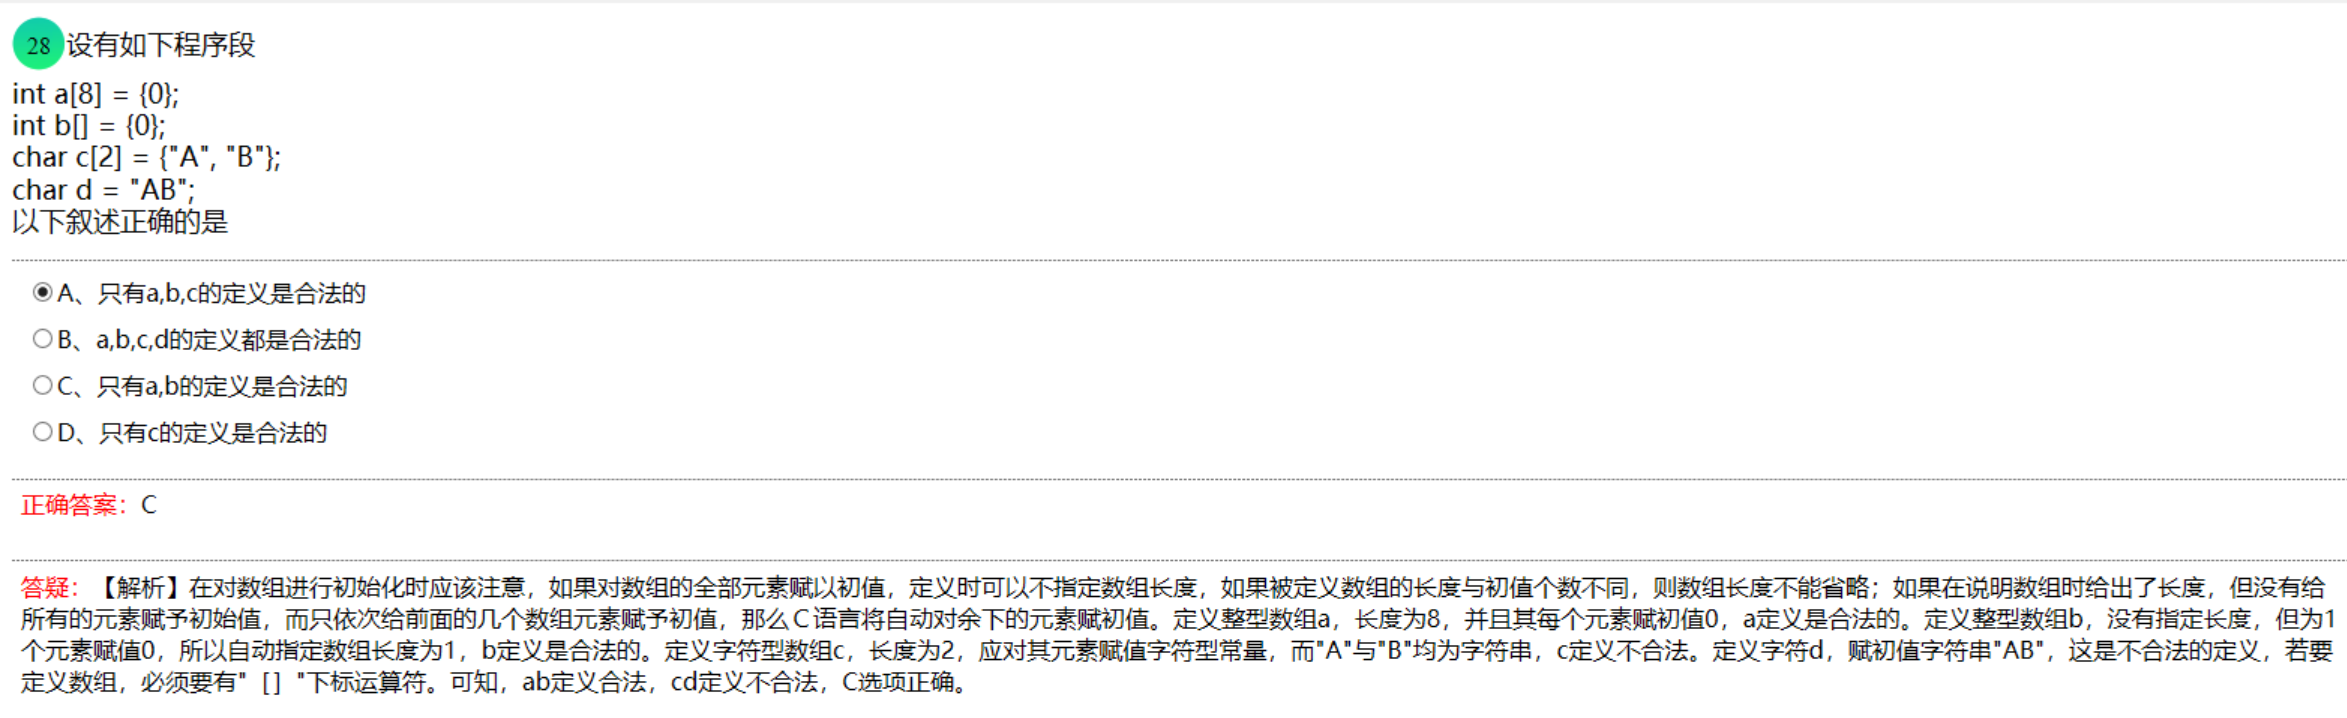 28 设有如下程序段
int a[8] = {0};
int b[] = {0};
char c[2] = {"A", "B"};
char d = "AB";
以下叙述正确的是
A、只有a,b,c的定义是合法的
B、a,b,c,d的定义都是合法的
C、只有a,b的定义是合法的
D、只有c的定义是合法的
正确答案：C
答疑：【解析】在对数组进行初始化时应该注意，如果对数组的全部元素赋以初值，定义时可以不指定数组长度，如果被定义数组的长度与初值个数不同，则数组长度不能省略；如果在说明数组时给出了长度，但没有给
所有的元素赋予初始值，而只依次给前面的几个数组元素赋予初值，那么C语言将自动对余下的元素赋初值。定义整型数组a，长度为8，并且其每个元素赋初值0，a定义是合法的。定义整型数组b，没有指定长度，但为1
个元素赋值0，所以自动指定数组长度为1，b定义是合法的。定义字符型数组c，长度为2，应对其元素赋值字符型常量，而"A"与"B"均为字符串，c定义不合法。定义字符d，赋初值字符串"AB"，这是不合法的定义，若要
定义数组，必须要有"［］"下标运算符。可知，ab定义合法，cd定义不合法，C选项正确。